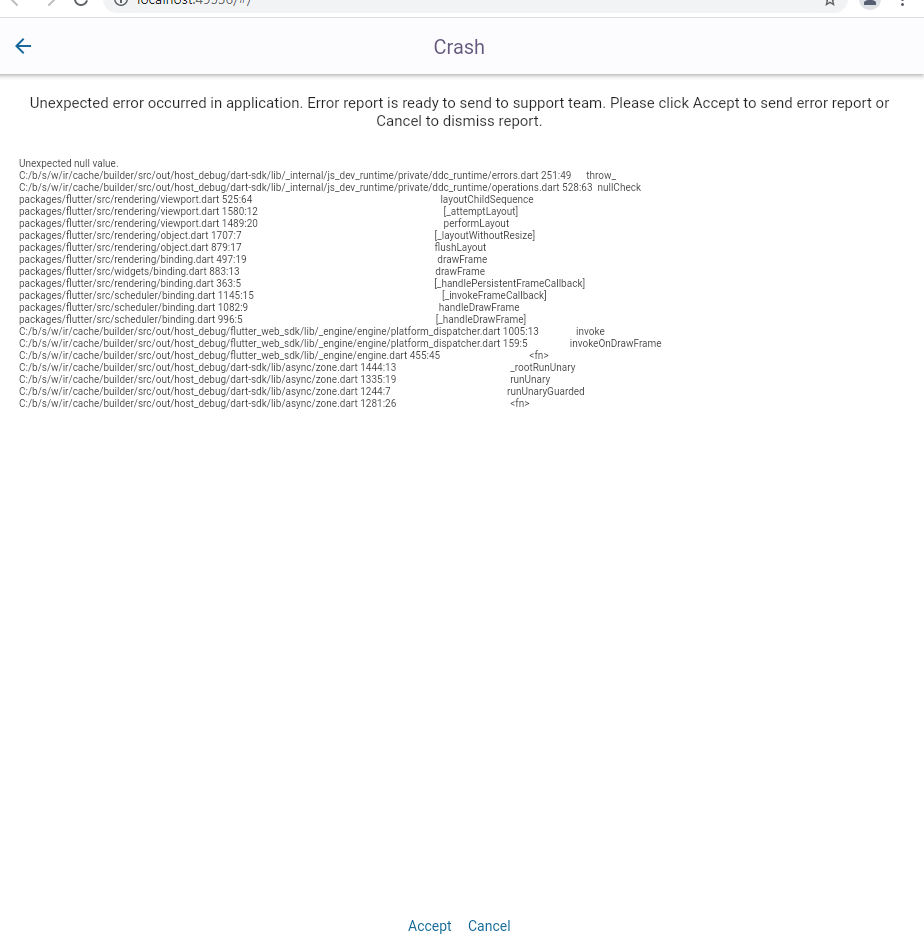 Crash
Unexpected error occurred in application. Error report is ready to send to support team. Please click Accept to send error report or
Cancel to dismiss report.
Unexpected null value.
C:/b/s/w/ir/cache/builder/src/out/host_debug/dart-sdk/lib/_internal/js_dev_runtime/private/ddc_runtime/errors.dart 251:49 throw_
C:/b/s/w/ir/cache/builder/src/out/host_debug/dart-sdk/lib/_internal/js_dev_runtime/private/ddc_runtime/operations.dart 528:63 nullCheck
packages/flutter/src/rendering/viewport.dart 525:64 layoutChildSequence
packages/flutter/src/rendering/viewport.dart 1580:12 [_attemptLayout]
packages/flutter/src/rendering/viewport.dart 1489:20 performLayout
packages/flutter/src/rendering/object.dart 1707:7 [_layoutWithoutResize]
packages/flutter/src/rendering/object.dart 879:17 flushLayout
packages/flutter/src/rendering/binding.dart 497:19 drawFrame
packages/flutter/src/widgets/binding.dart 883:13 drawFrame
packages/flutter/src/rendering/binding.dart 363:5 [_handlePersistentFrameCallback]
packages/flutter/src/scheduler/binding.dart 1145:15 [_invokeFrameCallback]
packages/flutter/src/scheduler/binding.dart 1082:9 handleDrawFrame
packages/flutter/src/scheduler/binding.dart 996:5 [_handleDrawFrame]
C:/b/s/w/ir/cache/builder/src/out/host_debug/flutter_web_sdk/lib/_engine/engine/platform_dispatcher.dart 1005:13 invoke
C:/b/s/w/ir/cache/builder/src/out/host_debug/flutter_web_sdk/lib/_engine/engine/platform_dispatcher.dart 159:5 invokeOnDrawFrame
C:/b/s/w/ir/cache/builder/src/out/host_debug/flutter_web_sdk/lib/_engine/engine.dart 455:45 <fn>
C:/b/s/w/ir/cache/builder/src/out/host_debug/dart-sdk/lib/async/zone.dart 1444:13 _rootRunUnary
C:/b/s/w/ir/cache/builder/src/out/host_debug/dart-sdk/lib/async/zone.dart 1335:19 runUnary
C:/b/s/w/ir/cache/builder/src/out/host_debug/dart-sdk/lib/async/zone.dart 1244:7 runUnaryGuarded
C:/b/s/w/ir/cache/builder/src/out/host_debug/dart-sdk/lib/async/zone.dart 1281:26 <fn>
Accept Cancel